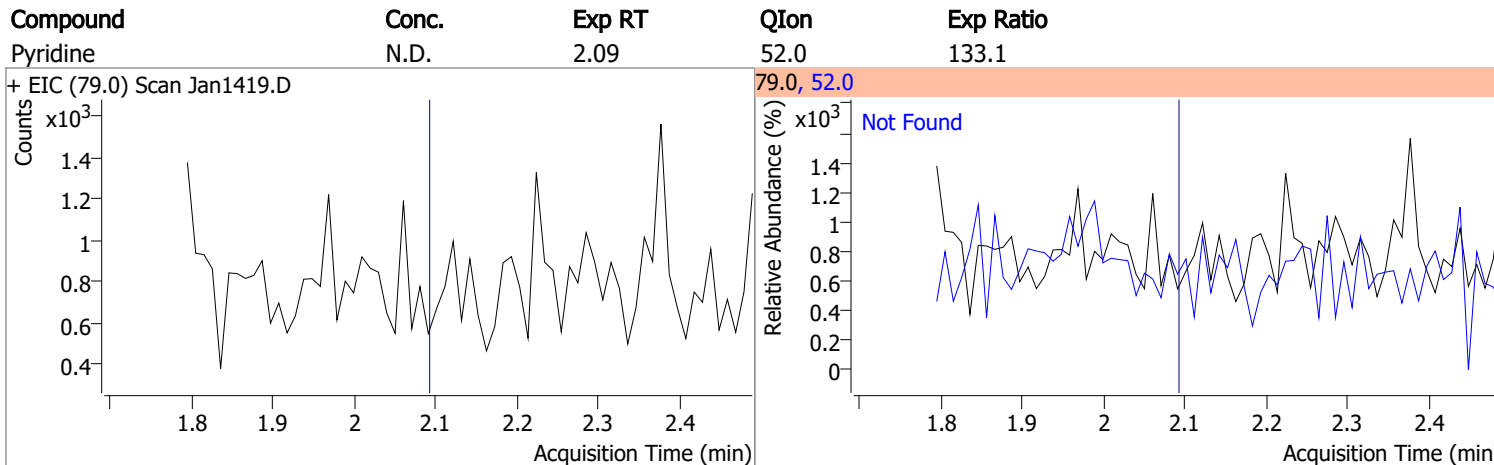 Compound Conc. Exp RT QIon Exp Ratio
Pyridine N.D. 2.09 52.0 133.1
+ EIC (79.0) Scan Jan1419.D
Counts
x10³
1.4
1.2
1
0.8
0.6
0.4
1.8 1.9 2 2.1 2.2 2.3 2.4
Acquisition Time (min)
79.0, 52.0
Relative Abundance (%)
x10³
Not Found
1.4
1.2
1
0.8
0.6
0.4
0.2
0
1.8 1.9 2 2.1 2.2 2.3 2.4
Acquisition Time (min